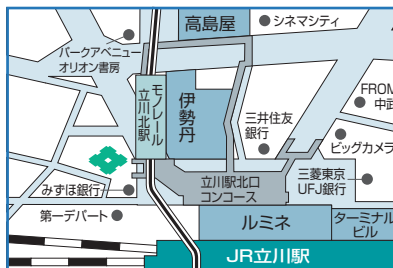 高島屋
シネマシティ
パークアベニュー
オリオン書房
モノレール
立川北駅
伊勢丹
FROM
中武
三井住友
銀行
ビッグカメラ
みずほ銀行
立川駅北口
コンコース
三菱東京
UFJ銀行
第一デパート
ルミネ
ターミナル
ビル
JR立川駅